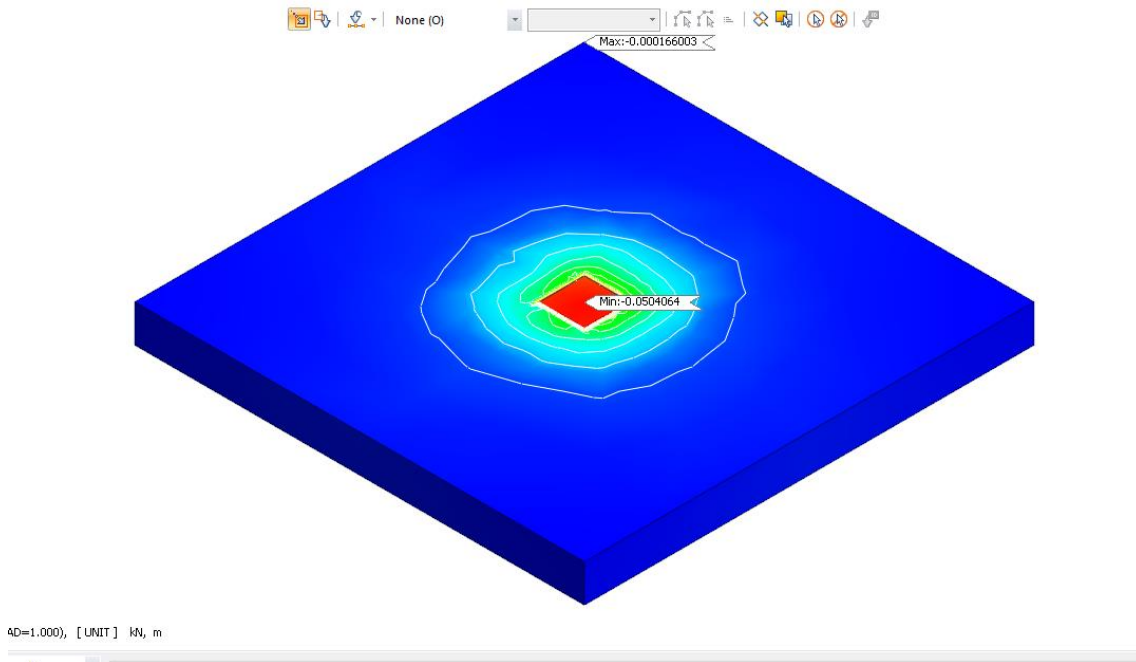 None (O)
Max:-0.000166003
Min:-0.0504064
AD=1.000), [ UNIT ] kN, m